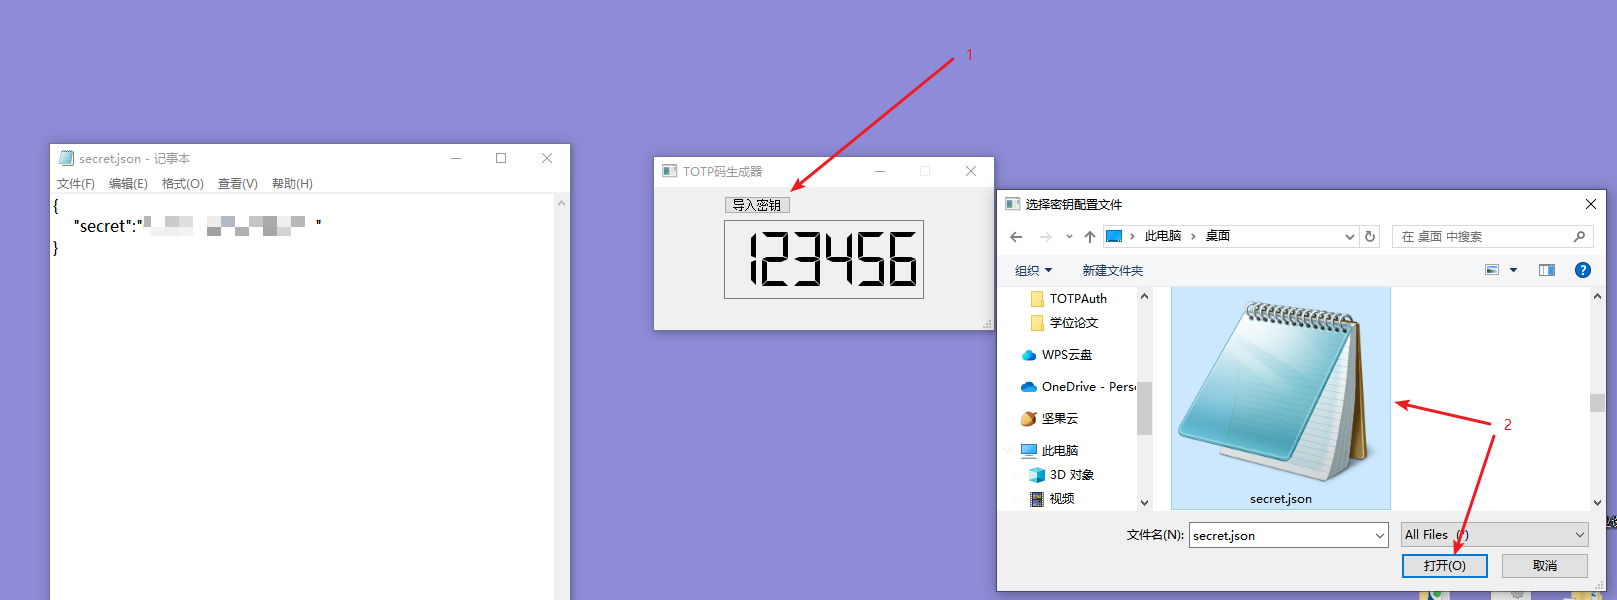 1
secret.json - 记事本
文件(F) 编辑(E) 格式(O) 查看(V) 帮助(H)
{
"secret":" "
}
TOTP码生成器
导入密钥
123456
选择密钥配置文件
此电脑 桌面
在 桌面 中搜索
组织 新建文件夹
TOTPAuth
学位论文
WPS云盘
OneDrive - Pers
坚果云
此电脑
3D 对象
视频
secret.json
2
文件名(N): secret.json
All Files (*)
打开(O) 取消